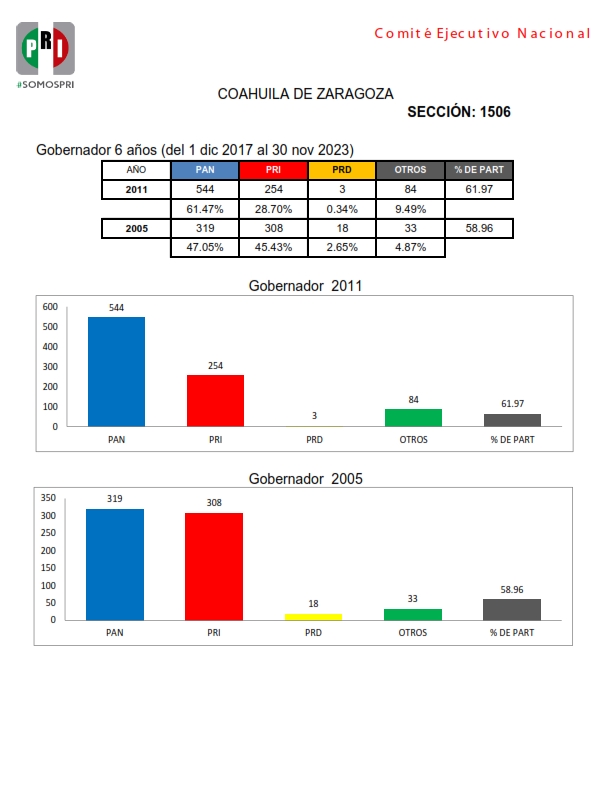 PRI
#SOMOSPRI
Comité Ejecutivo Nacional
COAHUILA DE ZARAGOZA
SECCIÓN: 1506
Gobernador 6 años (del 1 dic 2017 al 30 nov 2023)
AÑO PAN PRI PRD OTROS % DE PART
2011 544 254 3 84 61.97
61.47% 28.70% 0.34% 9.49%
2005 319 308 18 33 58.96
47.05% 45.43% 2.65% 4.87%
Gobernador 2011
600
500
400
300
200
100
0
544
254
3
84
61.97
PAN PRI PRD OTROS % DE PART
Gobernador 2005
350
300
250
200
150
100
50
0
319
308
18
33
58.96
PAN PRI PRD OTROS % DE PART